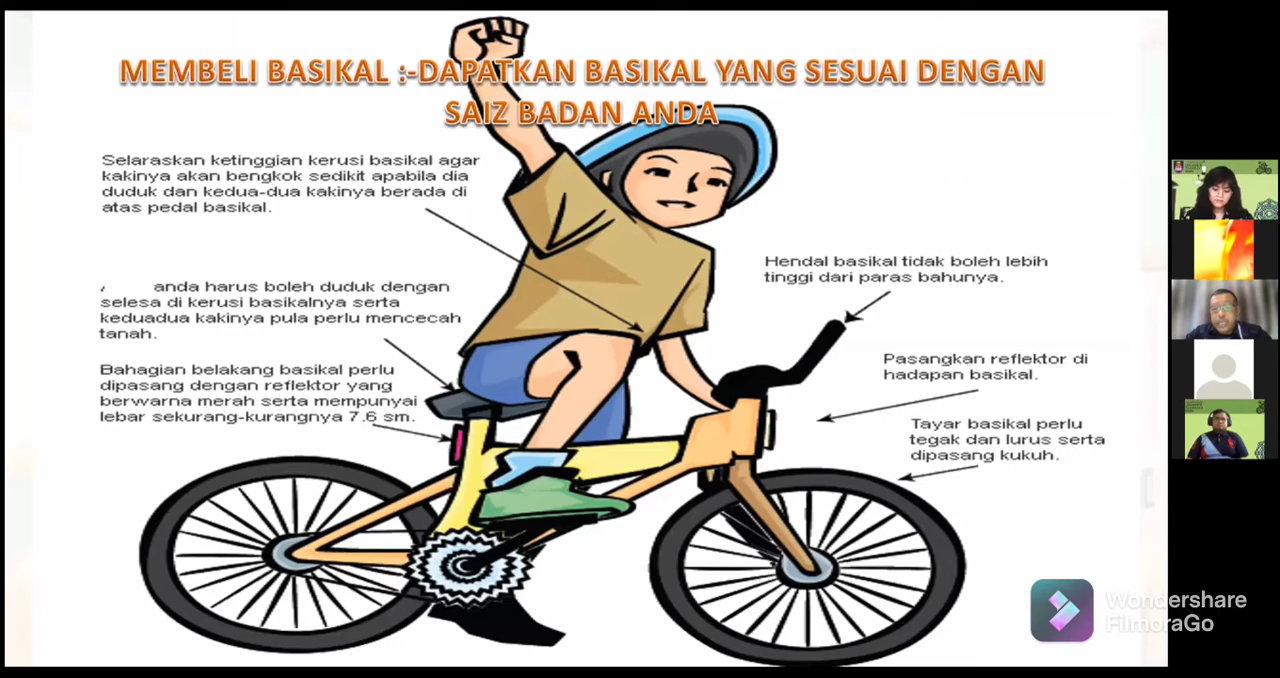 MEMBELI BASIKAL :-DAPATKAN BASIKAL YANG SESUAI DENGAN
SAIZ BADAN ANDA
Selaraskan ketinggian kerusi basikal agar
kakinya akan bengkok sedikit apabila dia
duduk dan kedua-dua kakinya berada di
atas pedal basikal.
anda harus boleh duduk dengan
selesa di kerusi basikalnya serta
keduadua kakinya pula perlu mencecah
tanah.
Bahagian belakang basikal perlu
dipasang dengan reflektor yang
berwarna merah serta mempunyai
lebar sekurang-kurangnya 7.6 sm.
Hendal basikal tidak boleh lebih
tinggi dari paras bahunya.
Pasangkan reflektor di
hadapan basikal.
Tayar basikal perlu
tegak dan lurus serta
dipasang kukuh.
Wondershare
FilmoraGo